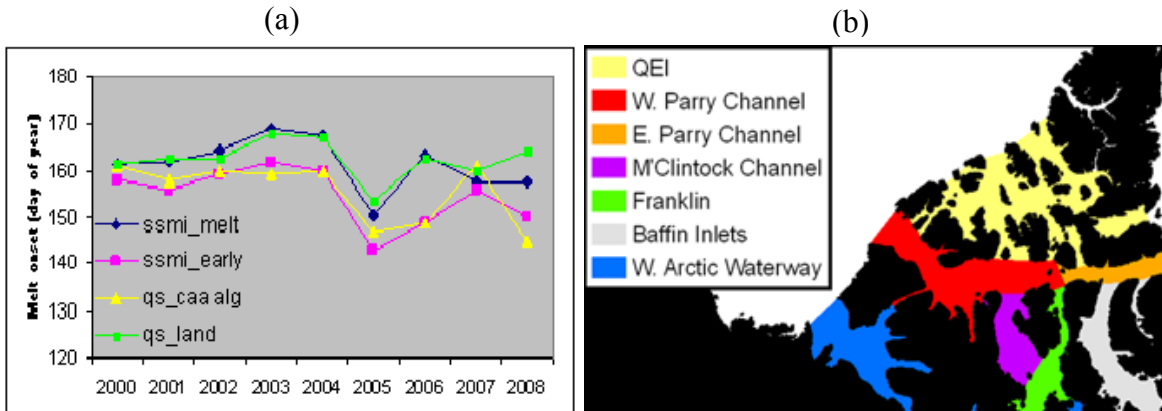 (a)
(b)
Melt onset (day of year)
180
170
160
150
140
130
120
ssmi_melt
ssmi_early
qs_caa alg
qs_land
2000 2001 2002 2003 2004 2005 2006 2007 2008
QEI
W. Parry Channel
E. Parry Channel
M'Clintock Channel
Franklin
Baffin Inlets
W. Arctic Waterway